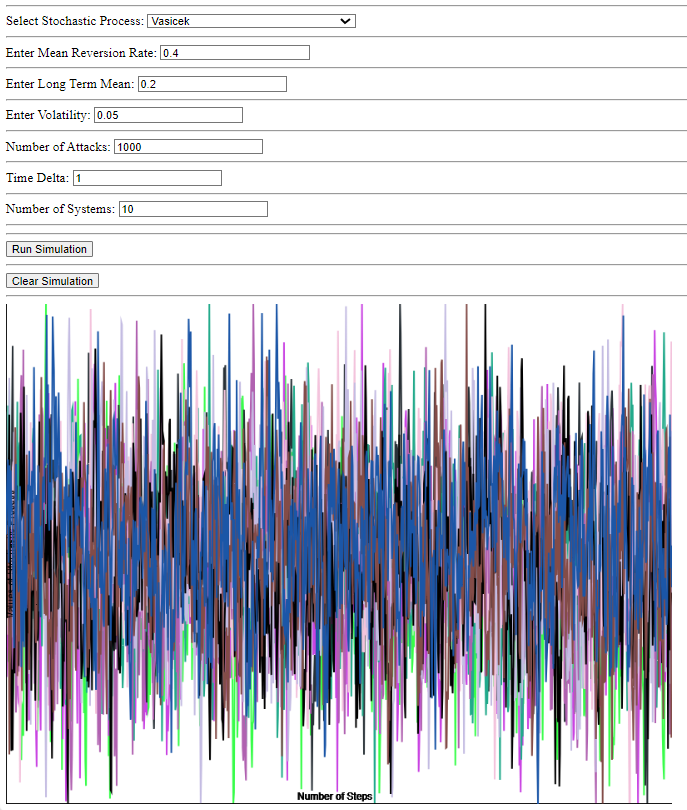 Select Stochastic Process: Vasicek
Enter Mean Reversion Rate: 0.4
Enter Long Term Mean: 0.2
Enter Volatility: 0.05
Number of Attacks: 1000
Time Delta: 1
Number of Systems: 10
Run Simulation
Clear Simulation
Number of Steps